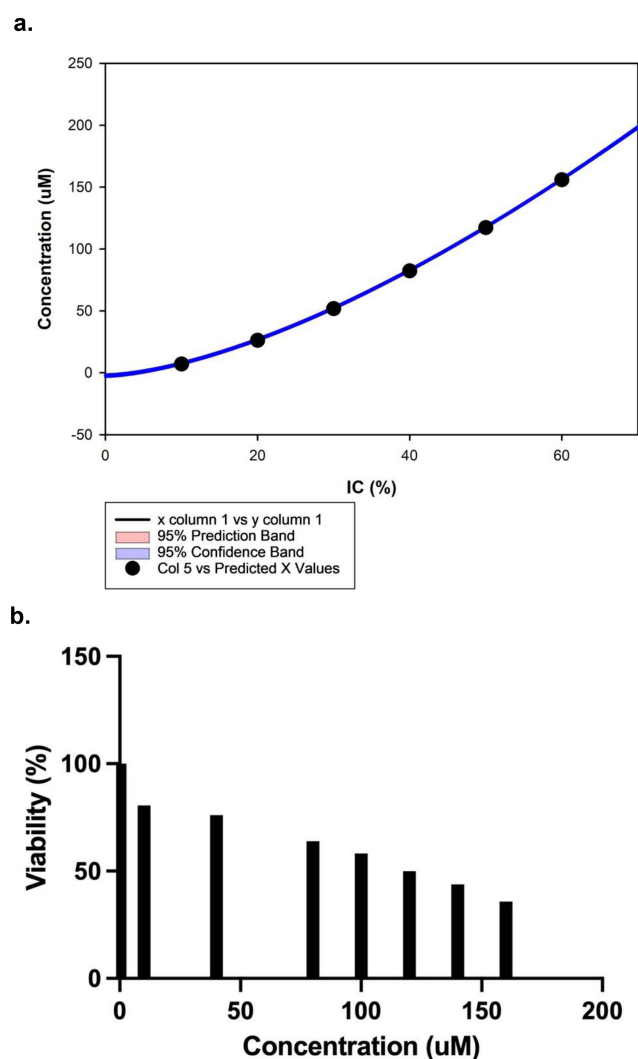 a.
250
200
150
100
50
0
-50
Concentration (uM)
0 20 40 60
IC (%)
x column 1 vs y column 1
95% Prediction Band
95% Confidence Band
Col 5 vs Predicted X Values
b.
150
100
50
0
Viability (%)
0 50 100 150 200
Concentration (uM)